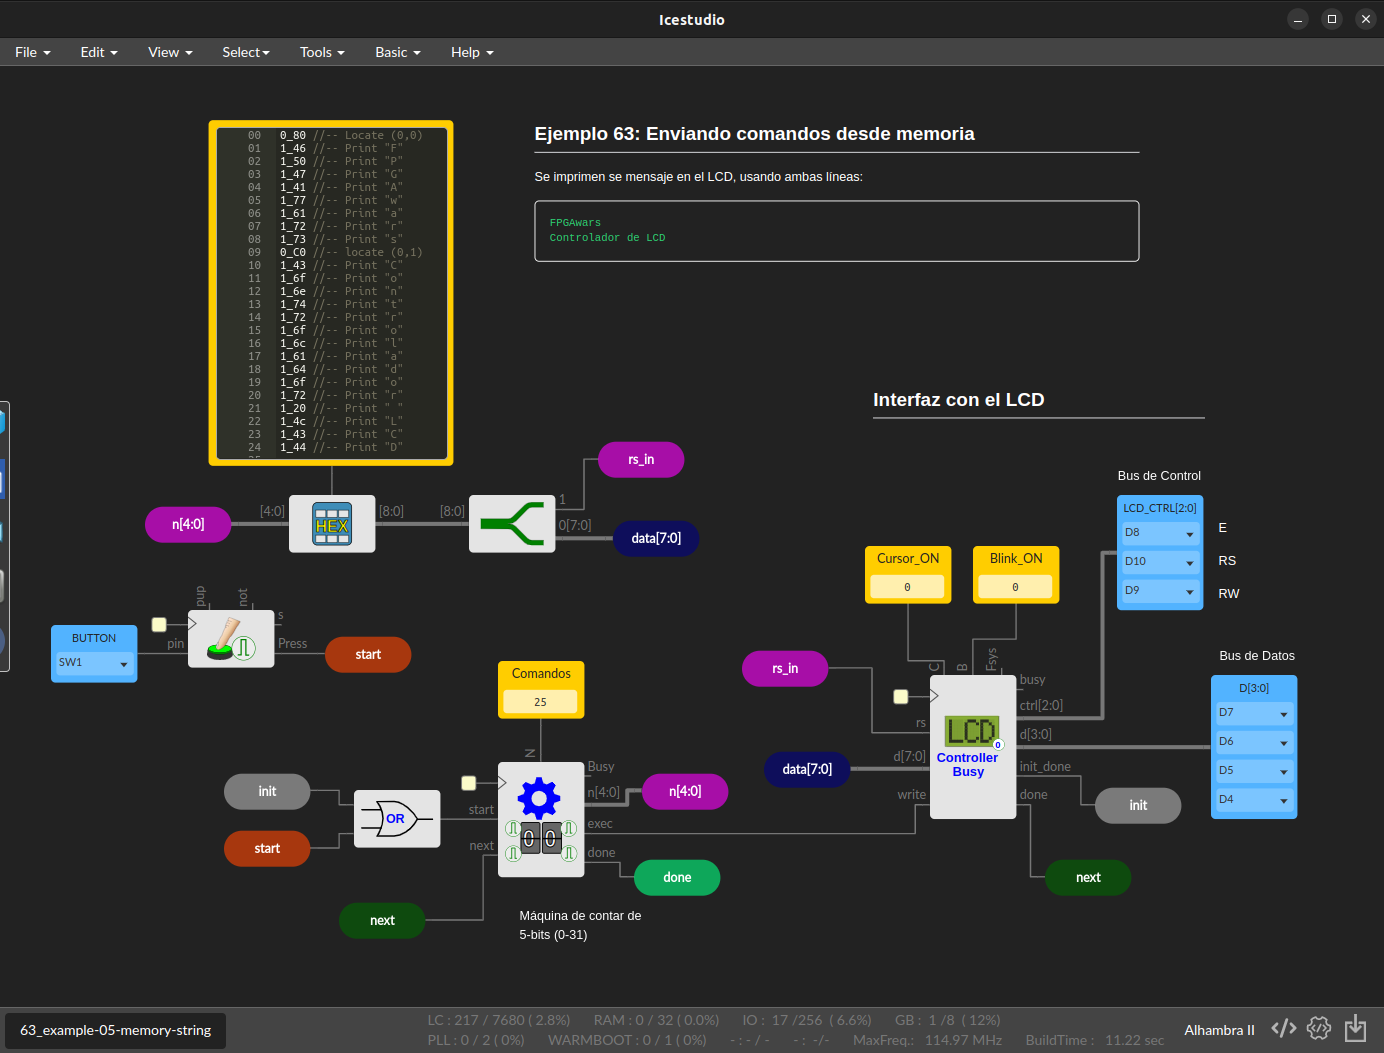 Icestudio
File Edit View Select Tools Basic Help
00 0_80 //-- Locate (0,0)
01 1_46 //-- Print "F"
02 1_50 //-- Print "P"
03 1_47 //-- Print "G"
04 1_41 //-- Print "A"
05 1_77 //-- Print "w"
06 1_61 //-- Print "a"
07 1_72 //-- Print "r"
08 1_73 //-- Print "s"
09 0_C0 //-- locate (0,1)
10 1_43 //-- Print "C"
11 1_6f //-- Print "o"
12 1_6e //-- Print "n"
13 1_74 //-- Print "t"
14 1_72 //-- Print "r"
15 1_6f //-- Print "o"
16 1_6c //-- Print "l"
17 1_61 //-- Print "a"
18 1_64 //-- Print "d"
19 1_6f //-- Print "o"
20 1_72 //-- Print "r"
21 1_20 //-- Print " "
22 1_4c //-- Print "L"
23 1_43 //-- Print "C"
24 1_44 //-- Print "D"
Ejemplo 63: Enviando comandos desde memoria
Se imprimen se mensaje en el LCD, usando ambas líneas:
FPGAwars
Controlador de LCD
n[4:0]
[4:0]
HEX
[8:0]
[8:0]
1
0[7:0]
rs_in
data[7:0]
BUTTON
SW1
pup
not
pin
s
Press
start
Comandos
25
init
start
OR
N
start
next
0 0
Busy
n[4:0]
exec
done
n[4:0]
done
next
Máquina de contar de
5-bits (0-31)
Interfaz con el LCD
Bus de Control
LCD_CTRL[2:0]
D8
D10
D9
E
RS
RW
Cursor_ON
0
Blink_ON
0
rs_in
data[7:0]
C
B
Fsys
rs
d[7:0]
write
LCD
0
Controller
Busy
busy
ctrl[2:0]
d[3:0]
init_done
done
init
next
Bus de Datos
D[3:0]
D7
D6
D5
D4
63_example-05-memory-string
LC : 217 / 7680 ( 2.8%) RAM : 0 / 32 ( 0.0%) IO : 17 /256 ( 6.6%) GB : 1 /8 ( 12%)
PLL : 0 / 2 ( 0%) WARMBOOT : 0 / 1 ( 0%) - : - / - - : -/- MaxFreq.: 114.97 MHz BuildTime : 11.22 sec
Alhambra II